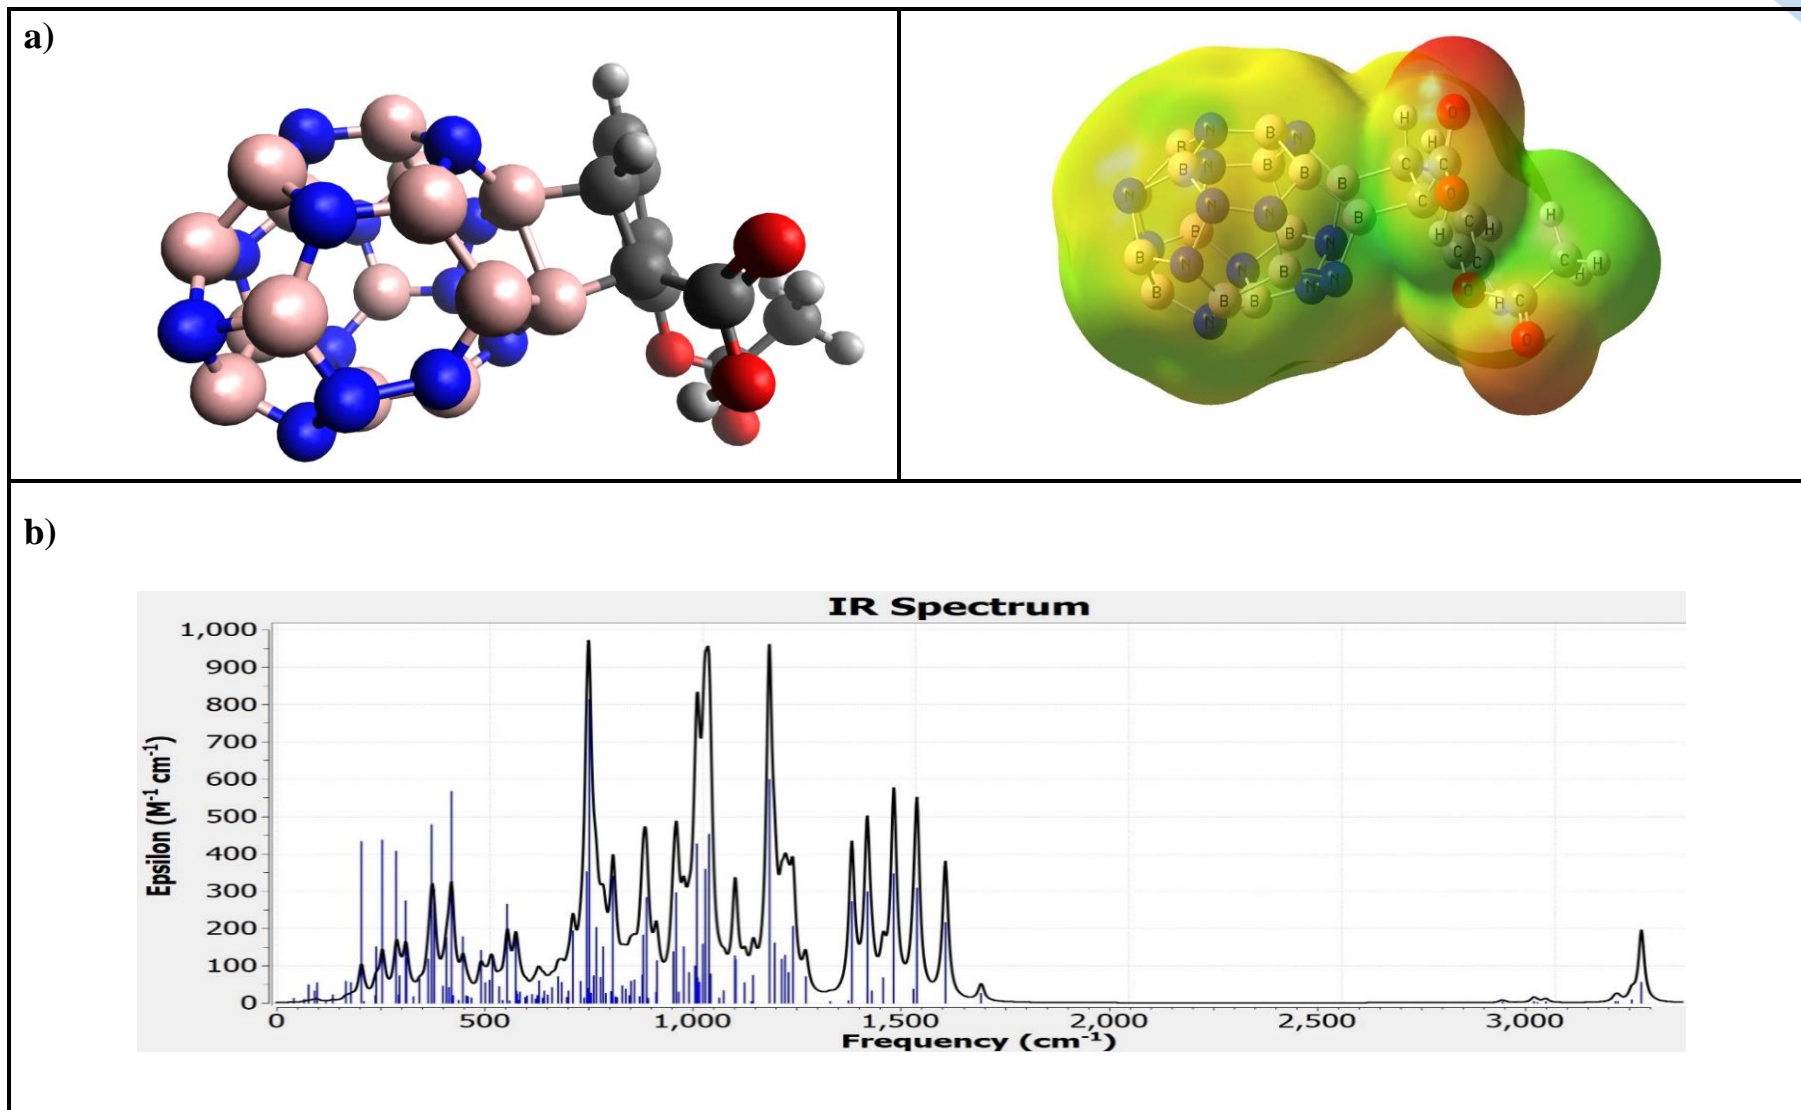 a)
O
H
B
N
N
H
B
C
C
B
N
B
B
B
O
N
C
N
N
B
H
C
B
B
H
H
N
C
C
H
B
N
N
B
O
N
N
H
C
H
B
B
B
N
O
b)
IR Spectrum
1,000
900
800
700
600
500
400
300
200
100
0
Epsilon (M-1 cm-1)
0 500 1,000 1,500 2,000 2,500 3,000
Frequency (cm-1)